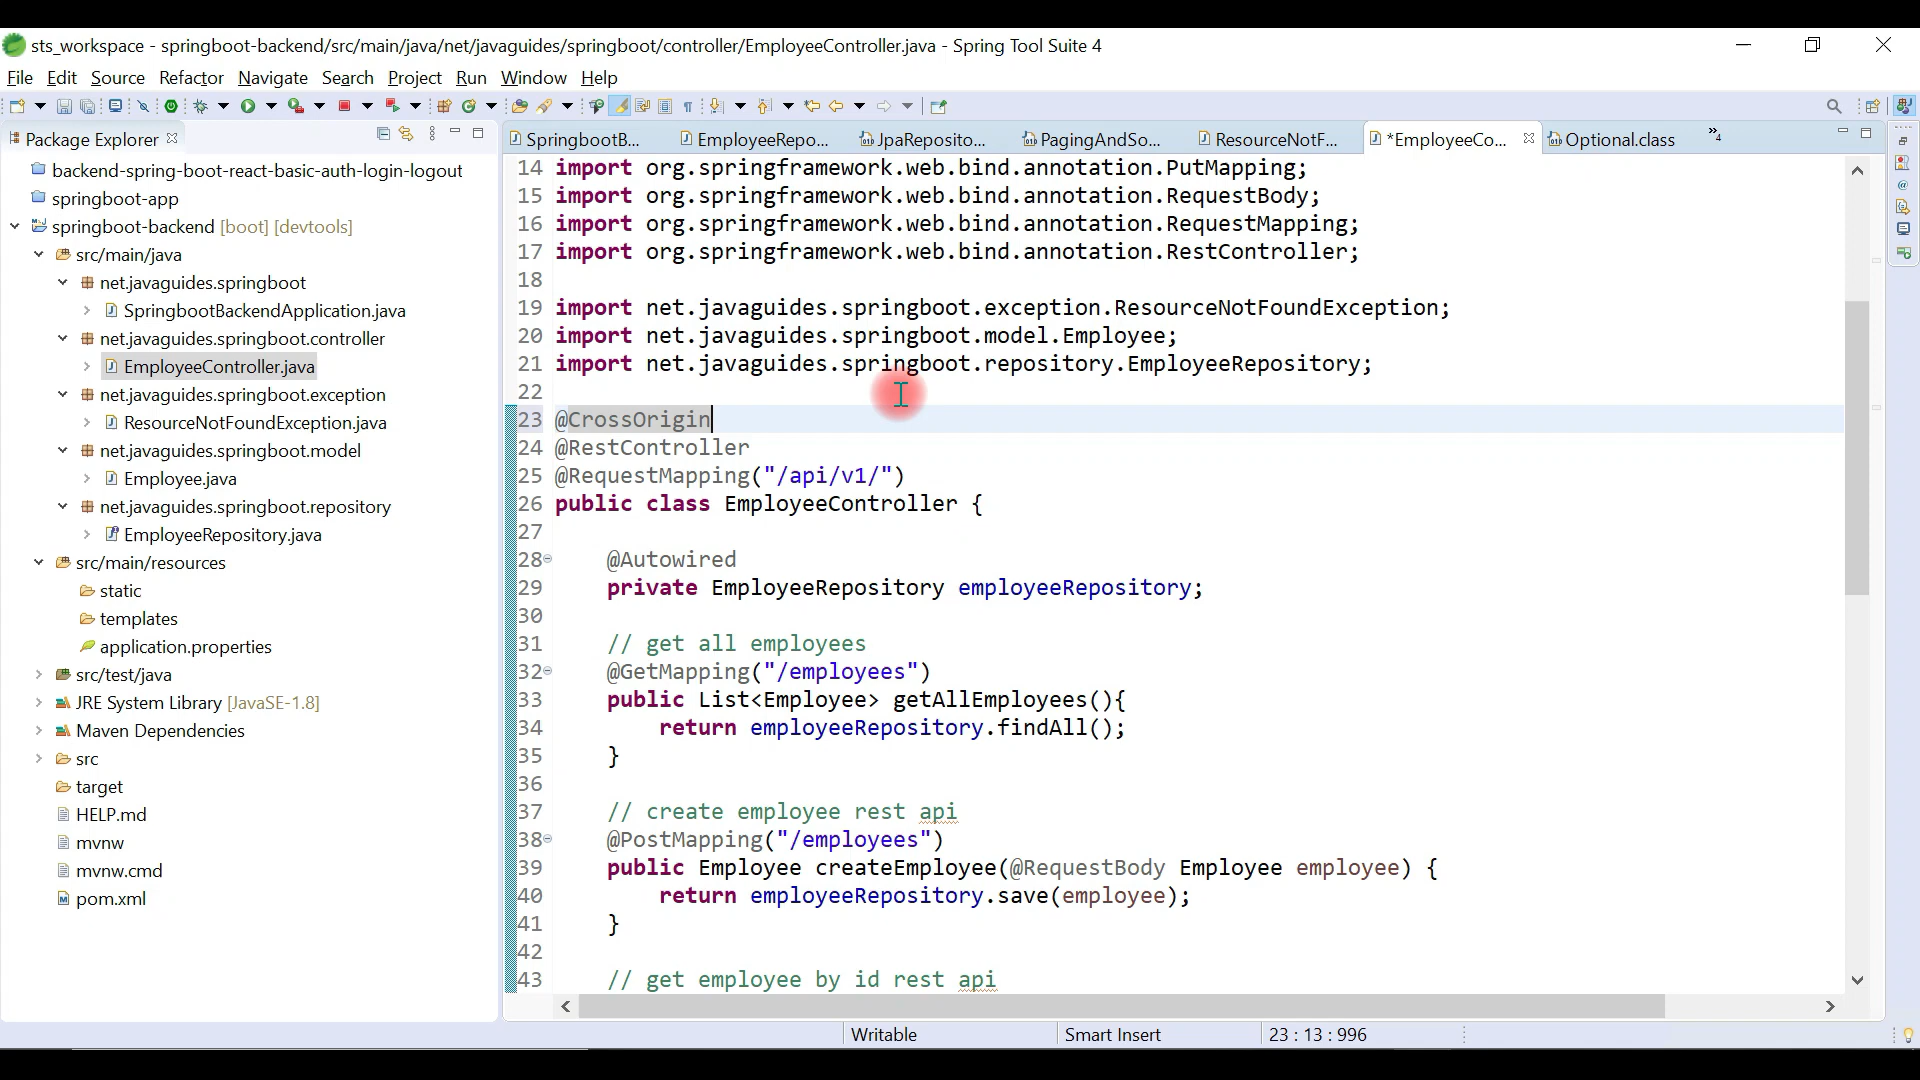 sts_workspace - springboot-backend/src/main/java/net/javaguides/springboot/controller/EmployeeController.java - Spring Tool Suite 4
File Edit Source Refactor Navigate Search Project Run Window Help
Package Explorer
backend-spring-boot-react-basic-auth-login-logout
springboot-app
springboot-backend [boot] [devtools]
src/main/java
net.javaguides.springboot
SpringbootBackendApplication.java
net.javaguides.springboot.controller
EmployeeController.java
net.javaguides.springboot.exception
ResourceNotFoundException.java
net.javaguides.springboot.model
Employee.java
net.javaguides.springboot.repository
EmployeeRepository.java
src/main/resources
static
templates
application.properties
src/test/java
JRE System Library [JavaSE-1.8]
Maven Dependencies
src
target
HELP.md
mvnw
mvnw.cmd
pom.xml
SpringbootB... EmployeeRepo... JpaReposito... PagingAndSo... ResourceNotF... *EmployeeCo... Optional.class »4
14 import org.springframework.web.bind.annotation.PutMapping;
15 import org.springframework.web.bind.annotation.RequestBody;
16 import org.springframework.web.bind.annotation.RequestMapping;
17 import org.springframework.web.bind.annotation.RestController;
18
19 import net.javaguides.springboot.exception.ResourceNotFoundException;
20 import net.javaguides.springboot.model.Employee;
21 import net.javaguides.springboot.repository.EmployeeRepository;
22
23 @CrossOrigin
24 @RestController
25 @RequestMapping("/api/v1/")
26 public class EmployeeController {
27
28 @Autowired
29 private EmployeeRepository employeeRepository;
30
31 // get all employees
32 @GetMapping("/employees")
33 public List<Employee> getAllEmployees(){
34 return employeeRepository.findAll();
35 }
36
37 // create employee rest api
38 @PostMapping("/employees")
39 public Employee createEmployee(@RequestBody Employee employee) {
40 return employeeRepository.save(employee);
41 }
42
43 // get employee by id rest api
Writable Smart Insert 23 : 13 : 996